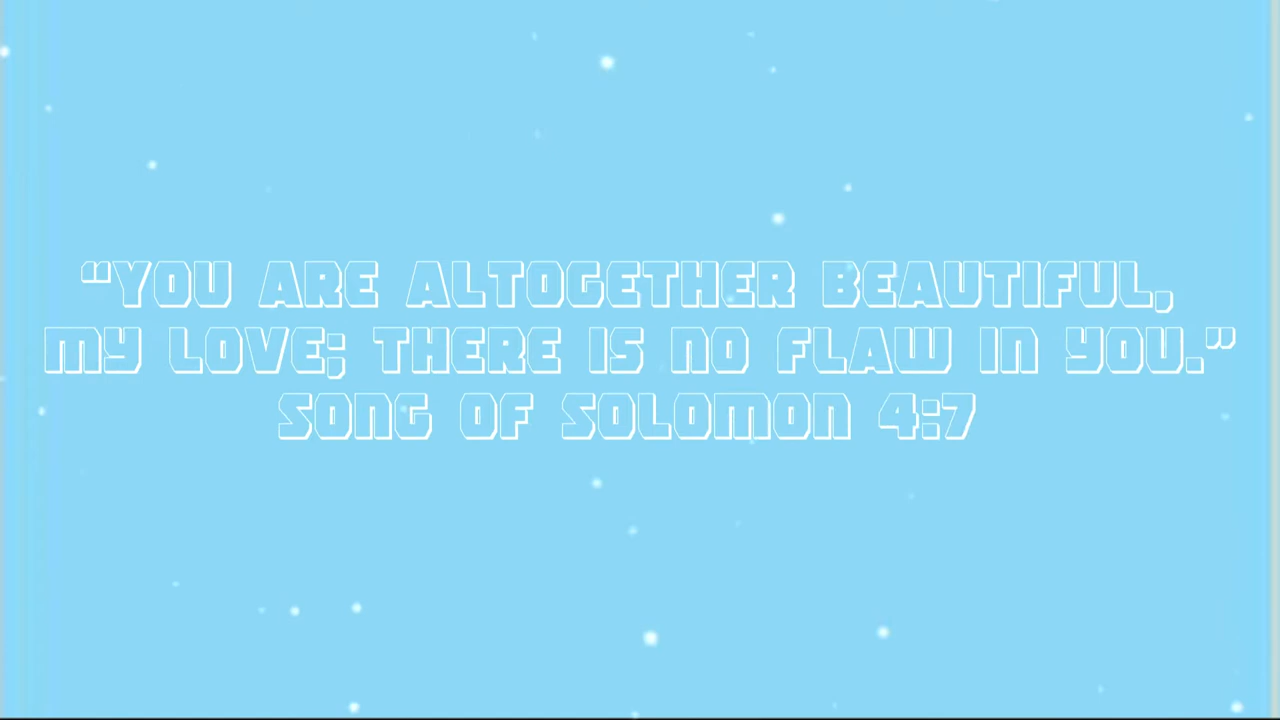 “YOU ARE ALTOGETHER BEAUTIFUL,
MY LOVE; THERE IS NO FLAW IN YOU.”
SONG OF SOLOMON 4:7